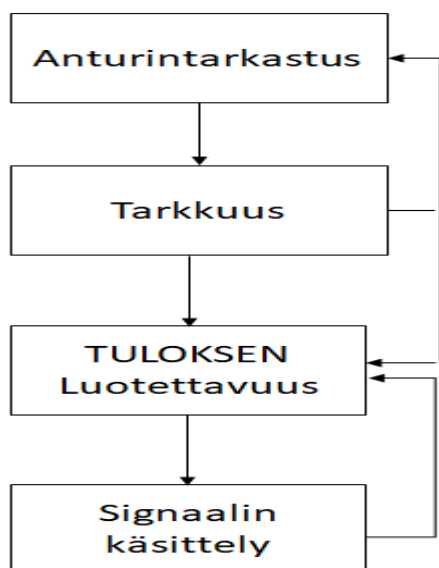 Anturintarkastus
Tarkkuus
TULOKSEN
Luotettavuus
Signaalin
käsittely